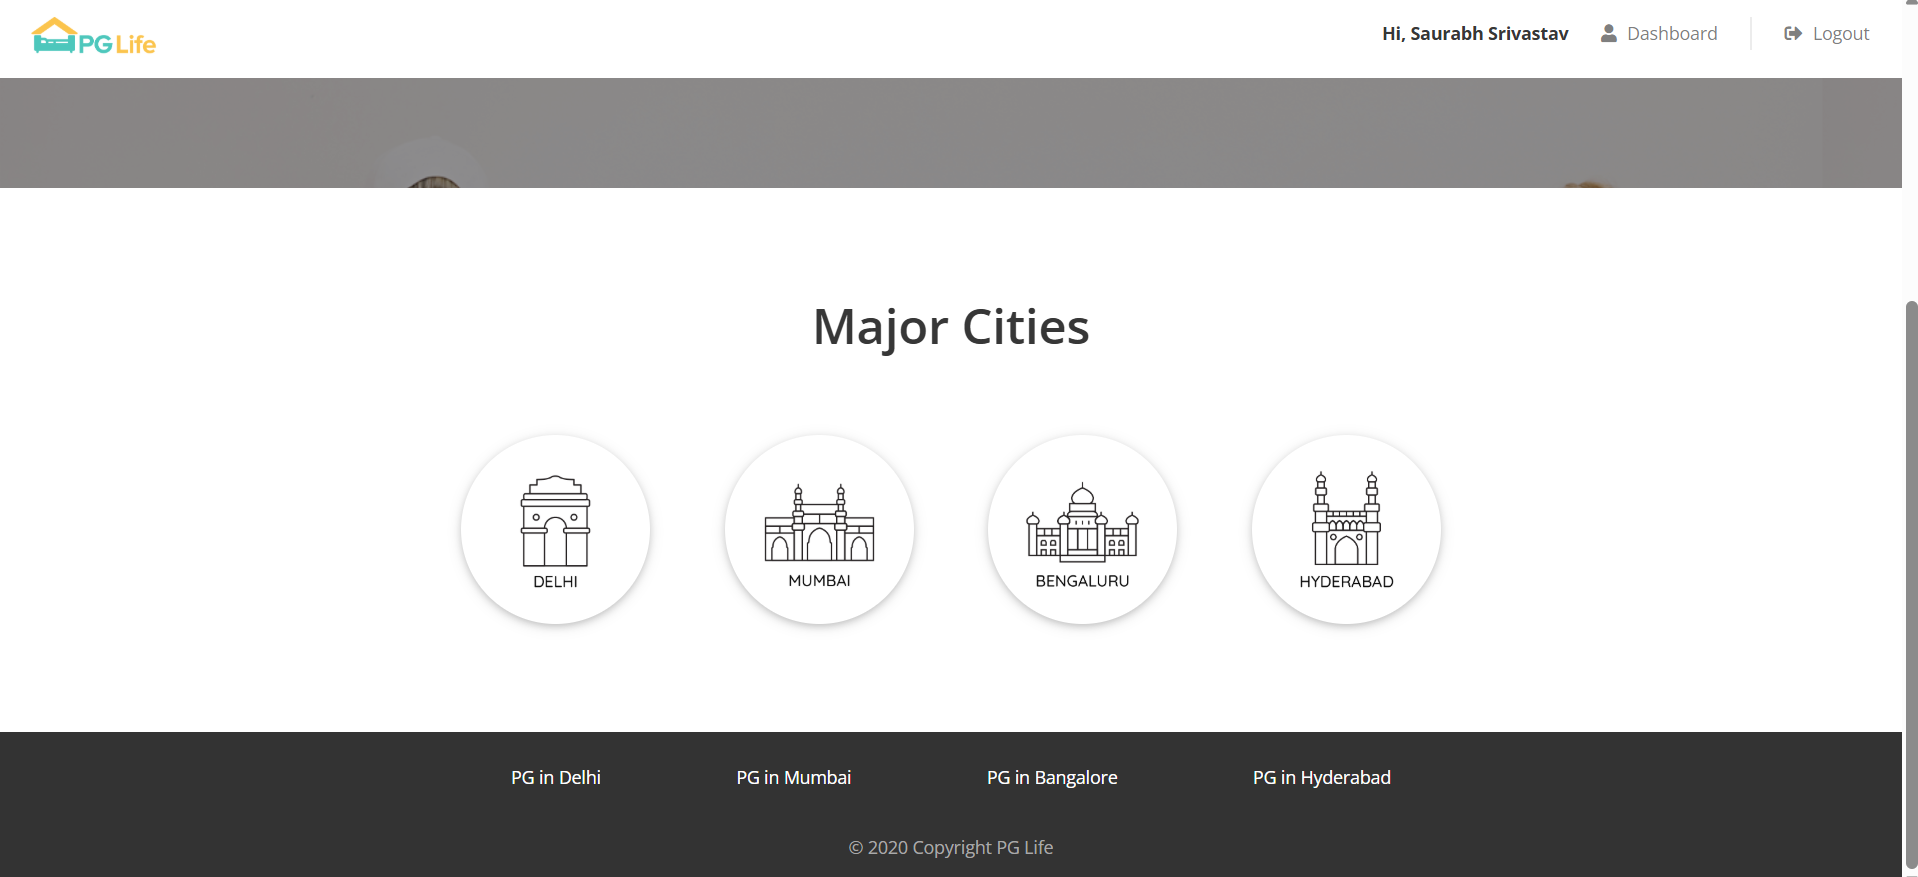 PG Life
Hi, Saurabh Srivastav
Dashboard
Logout
Major Cities
DELHI
MUMBAI
BENGALURU
HYDERABAD
PG in Delhi
PG in Mumbai
PG in Bangalore
PG in Hyderabad
© 2020 Copyright PG Life